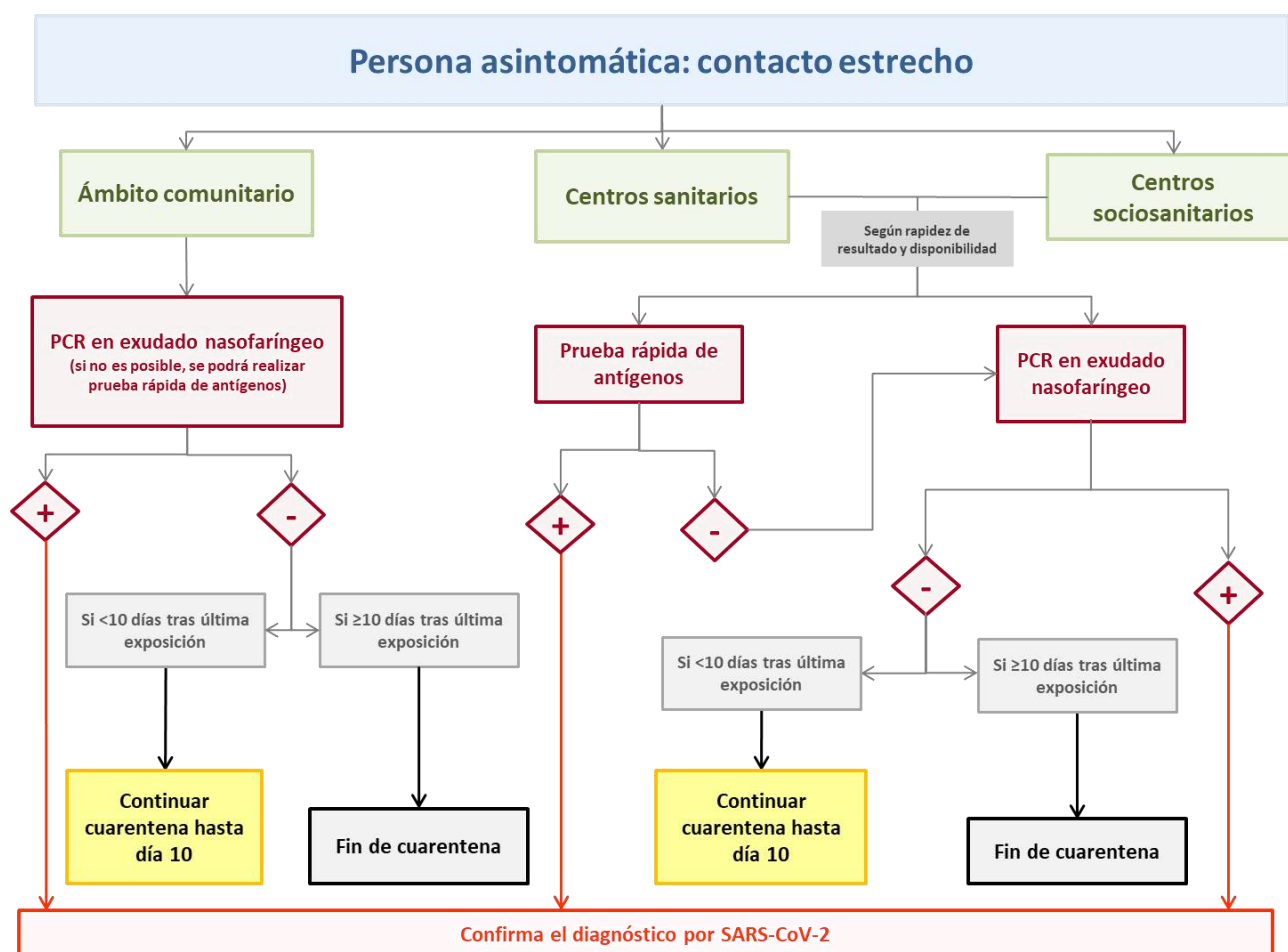 Persona asintomática: contacto estrecho
Ámbito comunitario
Centros sanitarios
Centros
sociosanitarios
Según rapidez de
resultado y disponibilidad
PCR en exudado nasofaríngeo
(si no es posible, se podrá realizar
prueba rápida de antígenos)
Prueba rápida de
antígenos
PCR en exudado
nasofaríngeo
+
-
+
-
-
+
Si <10 días tras última
exposición
Si ≥10 días tras última
exposición
Si <10 días tras última
exposición
Si ≥10 días tras última
exposición
Continuar
cuarentena hasta
día 10
Fin de cuarentena
Continuar
cuarentena hasta
día 10
Fin de cuarentena
Confirma el diagnóstico por SARS-CoV-2